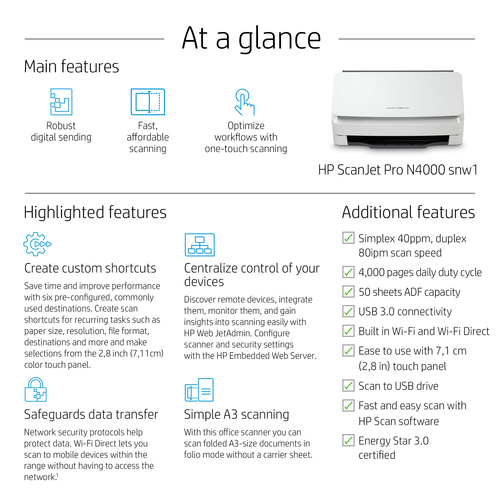 At a glance
Main features
Robust
digital sending
Fast,
affordable
scanning
Optimize
workflows with
one-touch scanning
HP ScanJet Pro N4000 snw1
Highlighted features
Create custom shortcuts
Save time and improve performance
with six pre-configured, commonly
used destinations. Create scan
shortcuts for recurring tasks such as
paper size, resolution, file format,
destinations and more and make
selections from the 2,8 inch (7,11cm)
color touch panel.
Centralize control of your
devices
Discover remote devices, integrate
them, monitor them, and gain
insights into scanning easily with
HP Web JetAdmin. Configure
scanner and security settings
with the HP Embedded Web Server.
Safeguards data transfer
Network security protocols help
protect data. Wi-Fi Direct lets you
scan to mobile devices within the
range without having to access the
network.¹
Simple A3 scanning
With this office scanner you can
scan folded A3-size documents in
folio mode without a carrier sheet.
Additional features
Simplex 40ppm, duplex
80ipm scan speed
4,000 pages daily duty cycle
50 sheets ADF capacity
USB 3.0 connectivity
Built in Wi-Fi and Wi-Fi Direct
Ease to use with 7,1 cm
(2,8 in) touch panel
Scan to USB drive
Fast and easy scan with
HP Scan software
Energy Star 3.0
certified